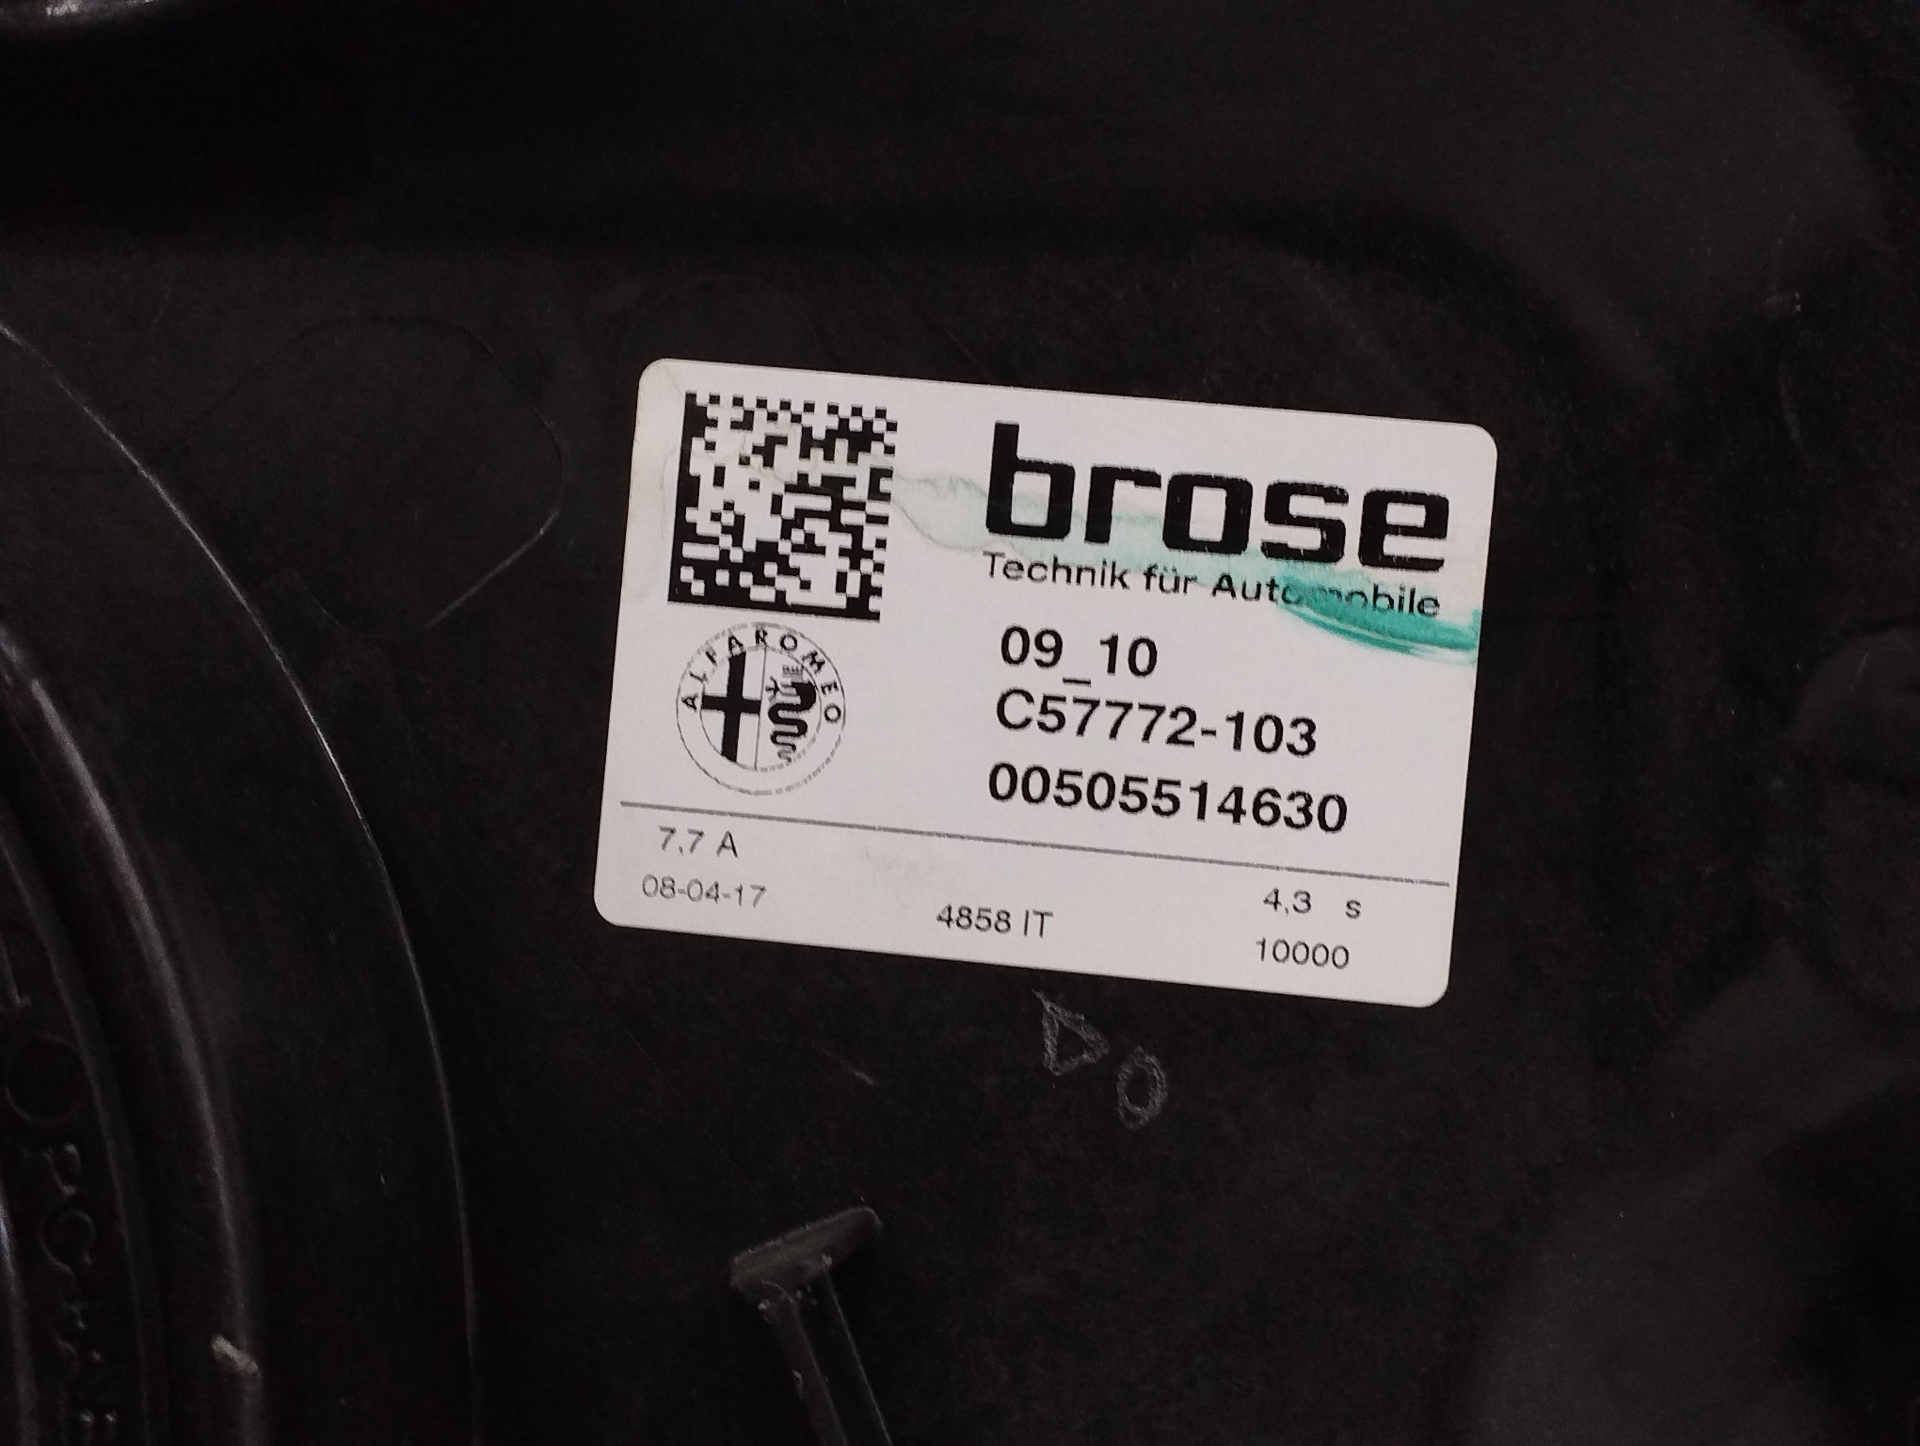 brose
Technik für Automobile
ALFA ROMEO
09_10
C57772-103
00505514630
7,7 A
08-04-17
4858 IT
4,3 s
10000